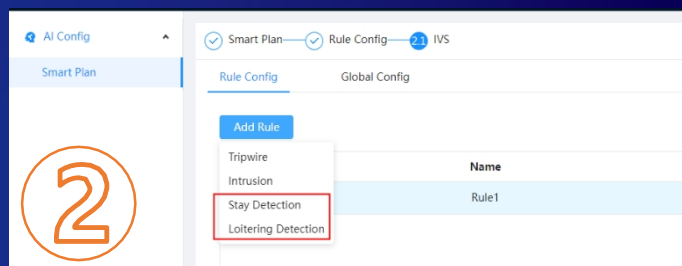 AI Config
Smart Plan
Smart Plan Rule Config 2.1 IVS
Rule Config Global Config
Add Rule
Tripwire
Intrusion
Stay Detection
Loitering Detection
Name
Rule1
2